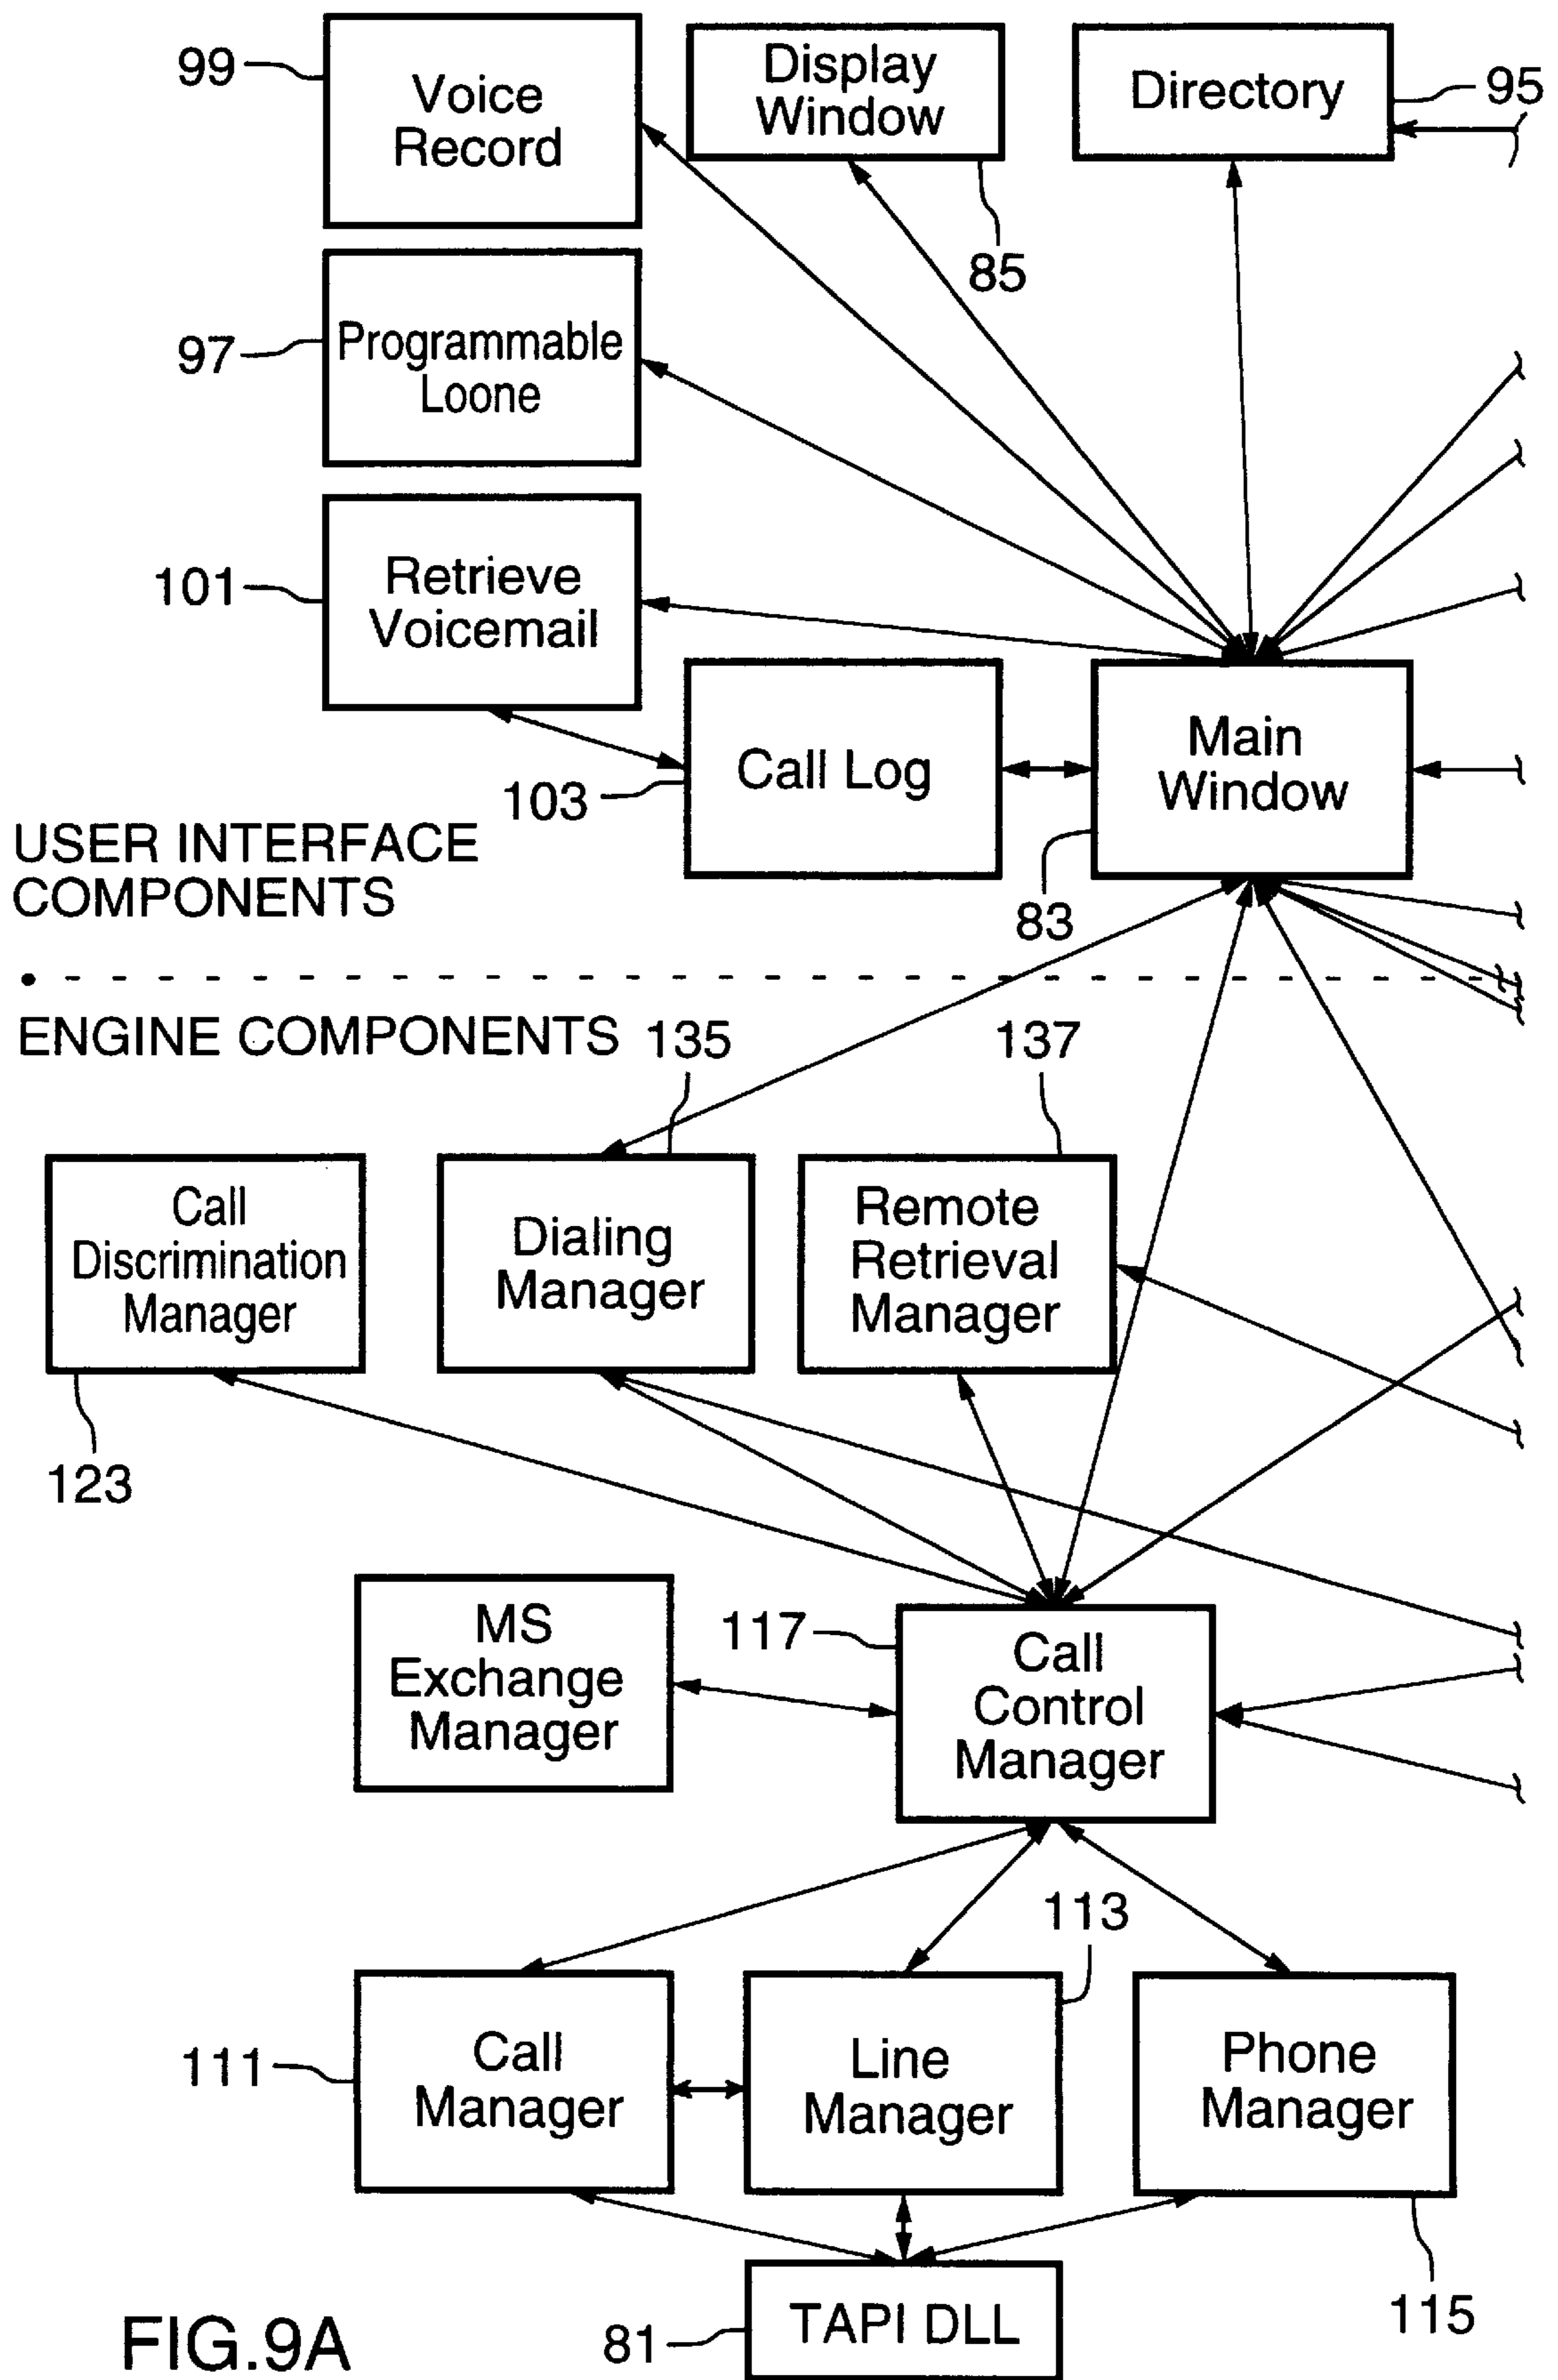 99
Voice
Record
Display
Window
85
Directory
95
97
Programmable
Loone
101
Retrieve
Voicemail
103
Call Log
Main
Window
83
USER INTERFACE
COMPONENTS
ENGINE COMPONENTS
135
137
Call
Discrimination
Manager
123
Dialing
Manager
Remote
Retrieval
Manager
MS
Exchange
Manager
117
Call
Control
Manager
113
111
Call
Manager
Line
Manager
Phone
Manager
115
81
TAPI DLL
FIG.9A